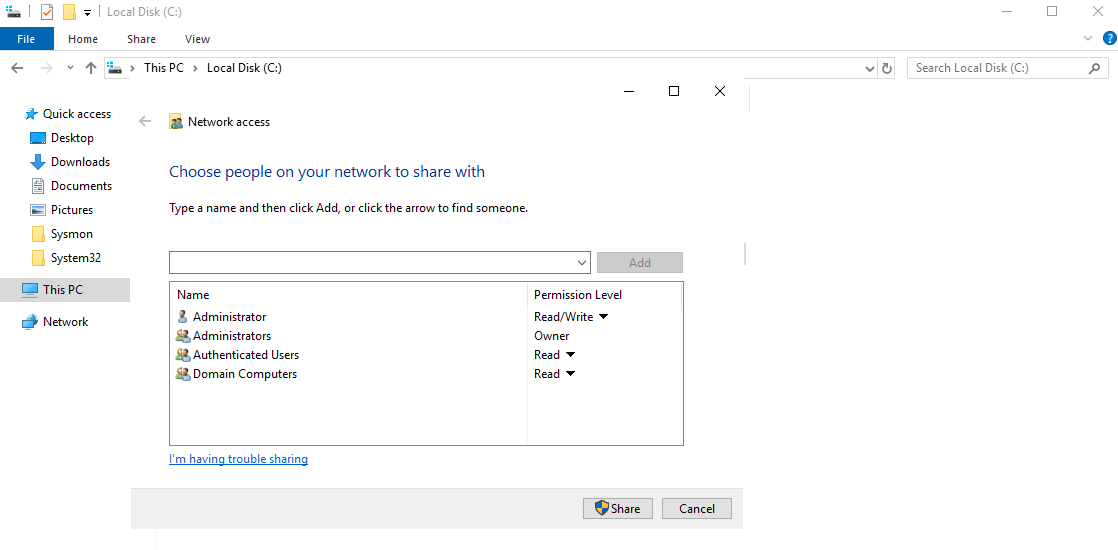 Local Disk (C:)
File Home Share View
This PC Local Disk (C:) Search Local Disk (C:)
Quick access
Desktop
Downloads
Documents
Pictures
Sysmon
System32
This PC
Network
Network access
Choose people on your network to share with
Type a name and then click Add, or click the arrow to find someone.
Add
Name Permission Level
Administrator Read/Write
Administrators Owner
Authenticated Users Read
Domain Computers Read
I'm having trouble sharing
Share Cancel